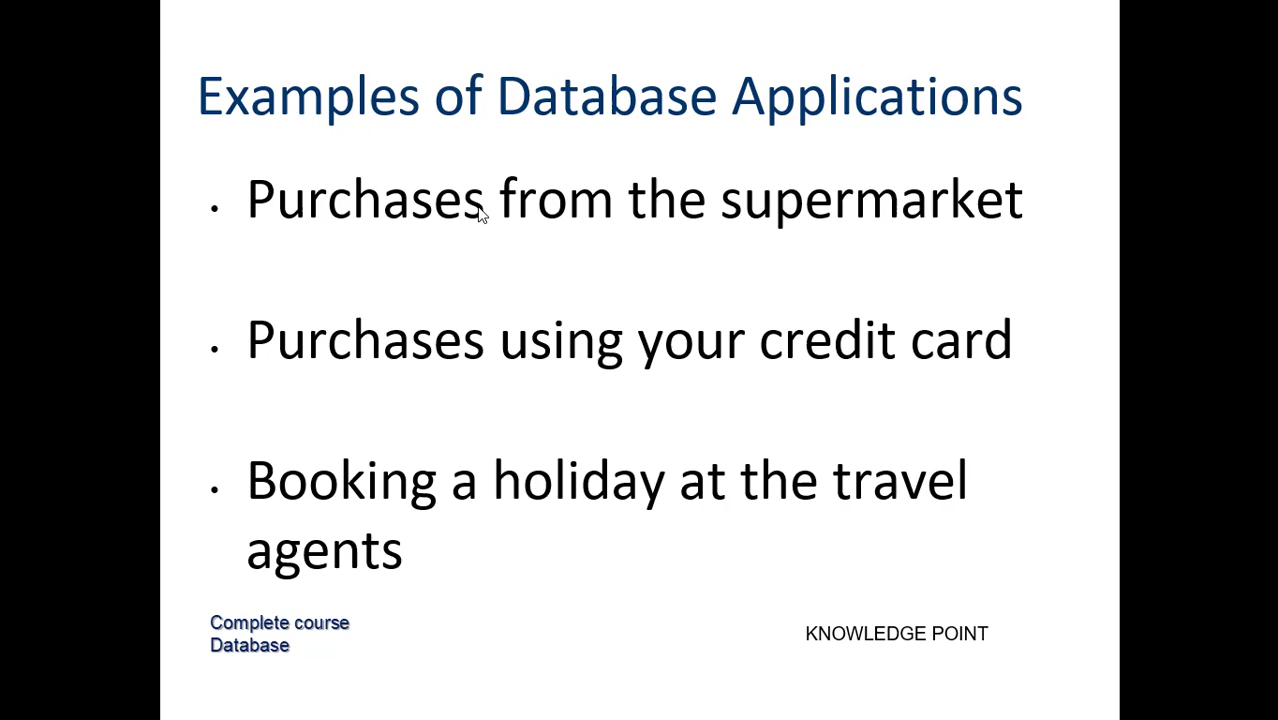 Examples of Database Applications
• Purchases from the supermarket
• Purchases using your credit card
• Booking a holiday at the travel
agents
Complete course
Database
KNOWLEDGE POINT